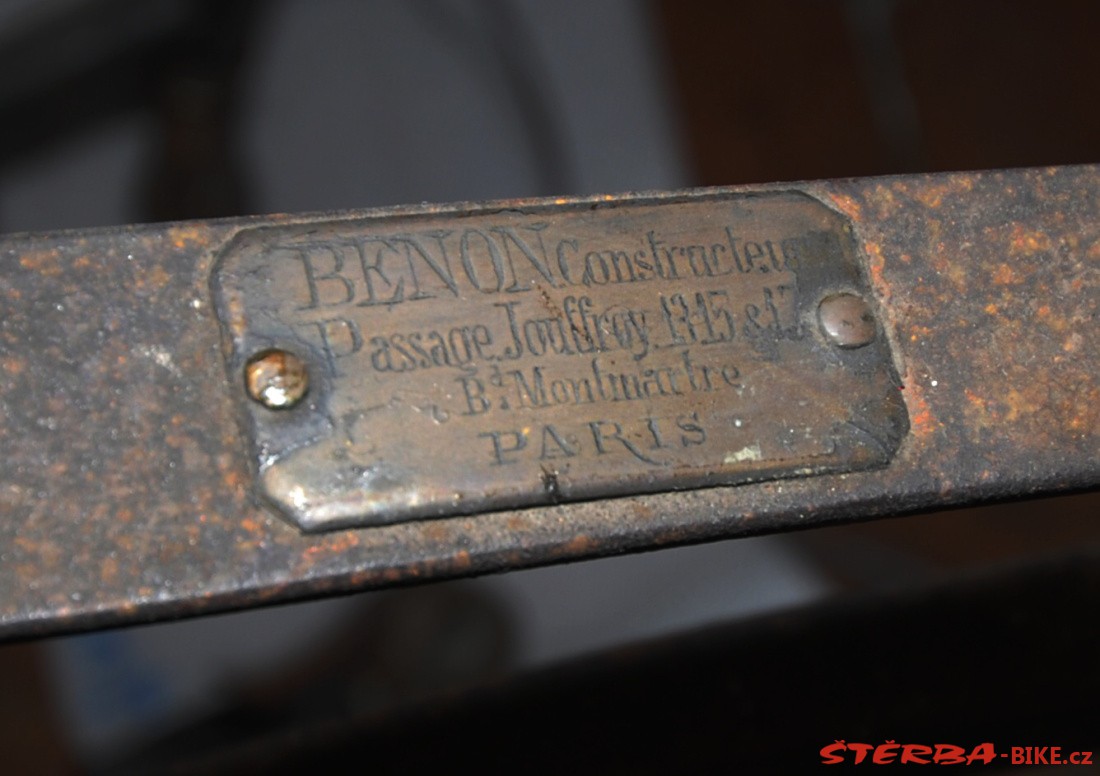 BENON Constructeur
Passage Jouffroy 13·15 & 17
Bd. Montmartre
PARIS
ŠTĚRBA-BIKE.cz